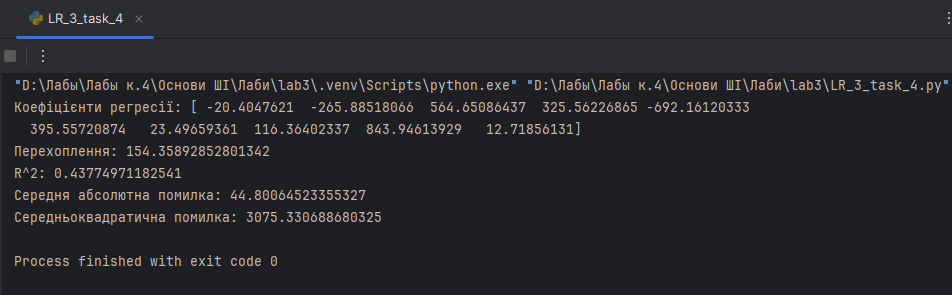 LR_3_task_4
"D:\Лабы\Лабы к.4\Основи ШІ\Лаби\lab3\.venv\Scripts\python.exe" "D:\Лабы\Лабы к.4\Основи ШІ\Лаби\lab3\LR_3_task_4.py"
Коефіцієнти регресії: [ -20.4047621  -265.88518066  564.65086437  325.56226865 -692.16120333
395.55720874   23.49659361  116.36402337  843.94613929   12.71856131]
Перехоплення: 154.35892852801342
R^2: 0.43774971182541
Середня абсолютна помилка: 44.80064523355327
Середньоквадратична помилка: 3075.330688680325
Process finished with exit code 0